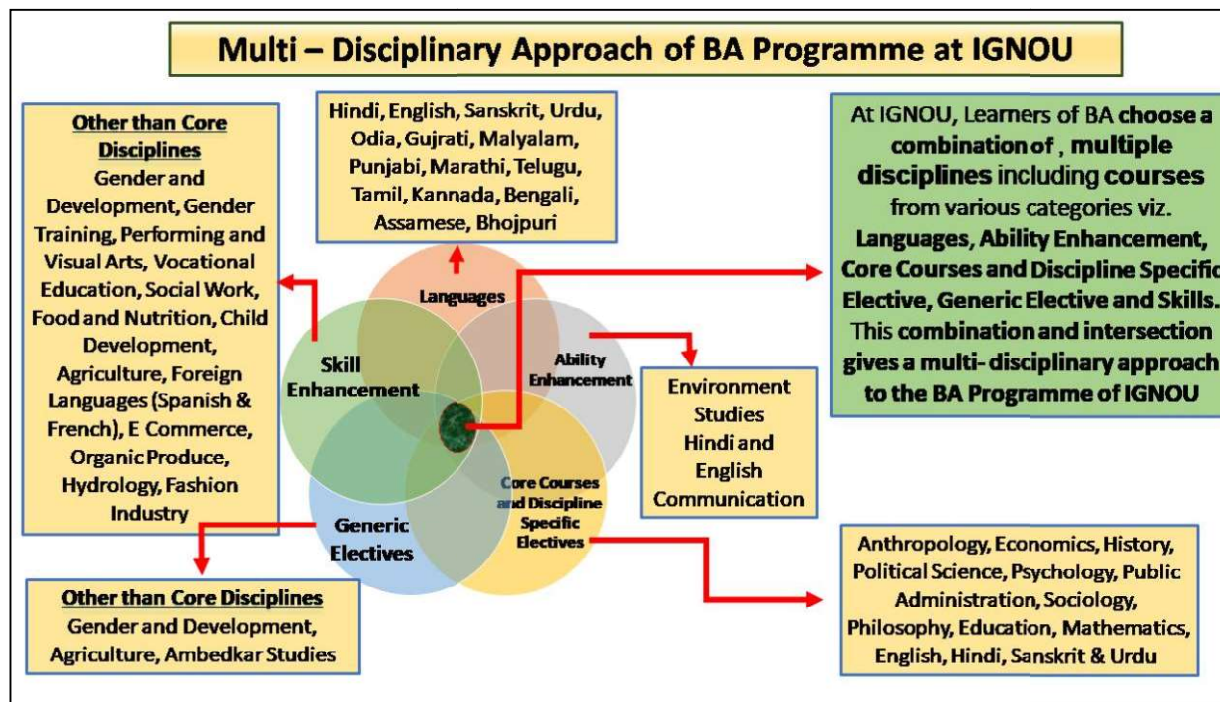 Multi – Disciplinary Approach of BA Programme at IGNOU
Other than Core
Disciplines
Gender and
Development, Gender
Training, Performing and
Visual Arts, Vocational
Education, Social Work,
Food and Nutrition, Child
Development,
Agriculture, Foreign
Languages (Spanish &
French), E Commerce,
Organic Produce,
Hydrology, Fashion
Industry
Hindi, English, Sanskrit, Urdu,
Odia, Gujrati, Malyalam,
Punjabi, Marathi, Telugu,
Tamil, Kannada, Bengali,
Assamese, Bhojpuri
At IGNOU, Learners of BA choose a
combination of , multiple
disciplines including courses
from various categories viz.
Languages, Ability Enhancement,
Core Courses and Discipline Specific
Elective, Generic Elective and Skills.
This combination and intersection
gives a multi- disciplinary approach
to the BA Programme of IGNOU
Languages
Skill
Enhancement
Ability
Enhancement
Generic
Electives
Core Courses
and Discipline
Specific
Electives
Environment
Studies
Hindi and
English
Communication
Other than Core Disciplines
Gender and Development,
Agriculture, Ambedkar Studies
Anthropology, Economics, History,
Political Science, Psychology, Public
Administration, Sociology,
Philosophy, Education, Mathematics,
English, Hindi, Sanskrit & Urdu